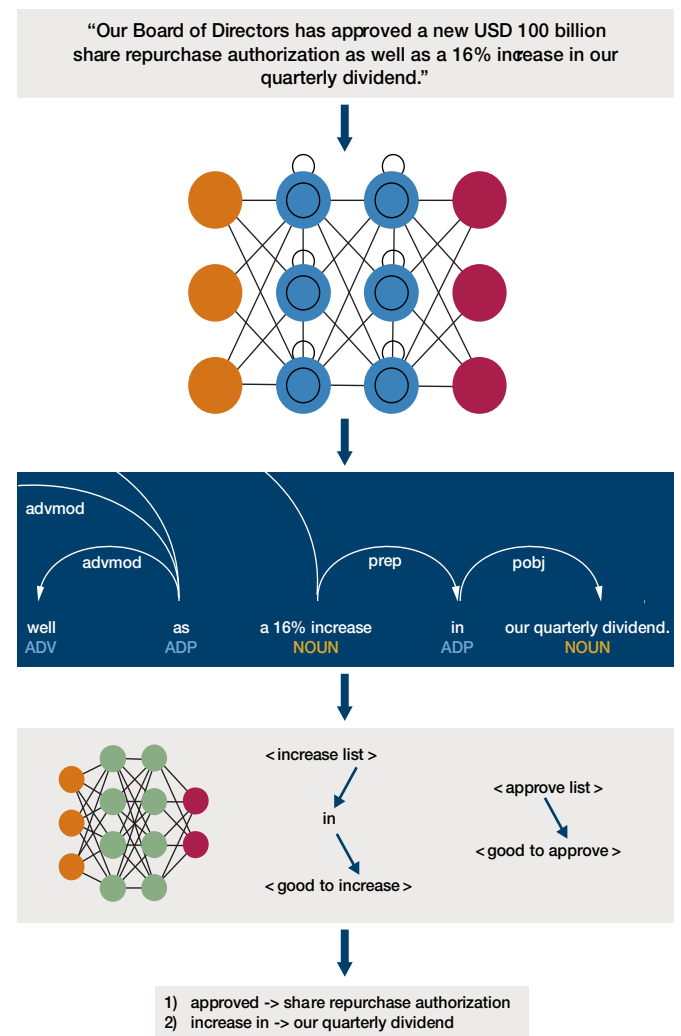 “Our Board of Directors has approved a new USD 100 billion
share repurchase authorization as well as a 16% increase in our
quarterly dividend.”
advmod
advmod
prep
pobj
well
as
a 16% increase
in
our quarterly dividend.
ADV
ADP
NOUN
ADP
NOUN
< increase list >
in
< good to increase >
< approve list >
< good to approve >
1) approved -> share repurchase authorization
2) increase in -> our quarterly dividend